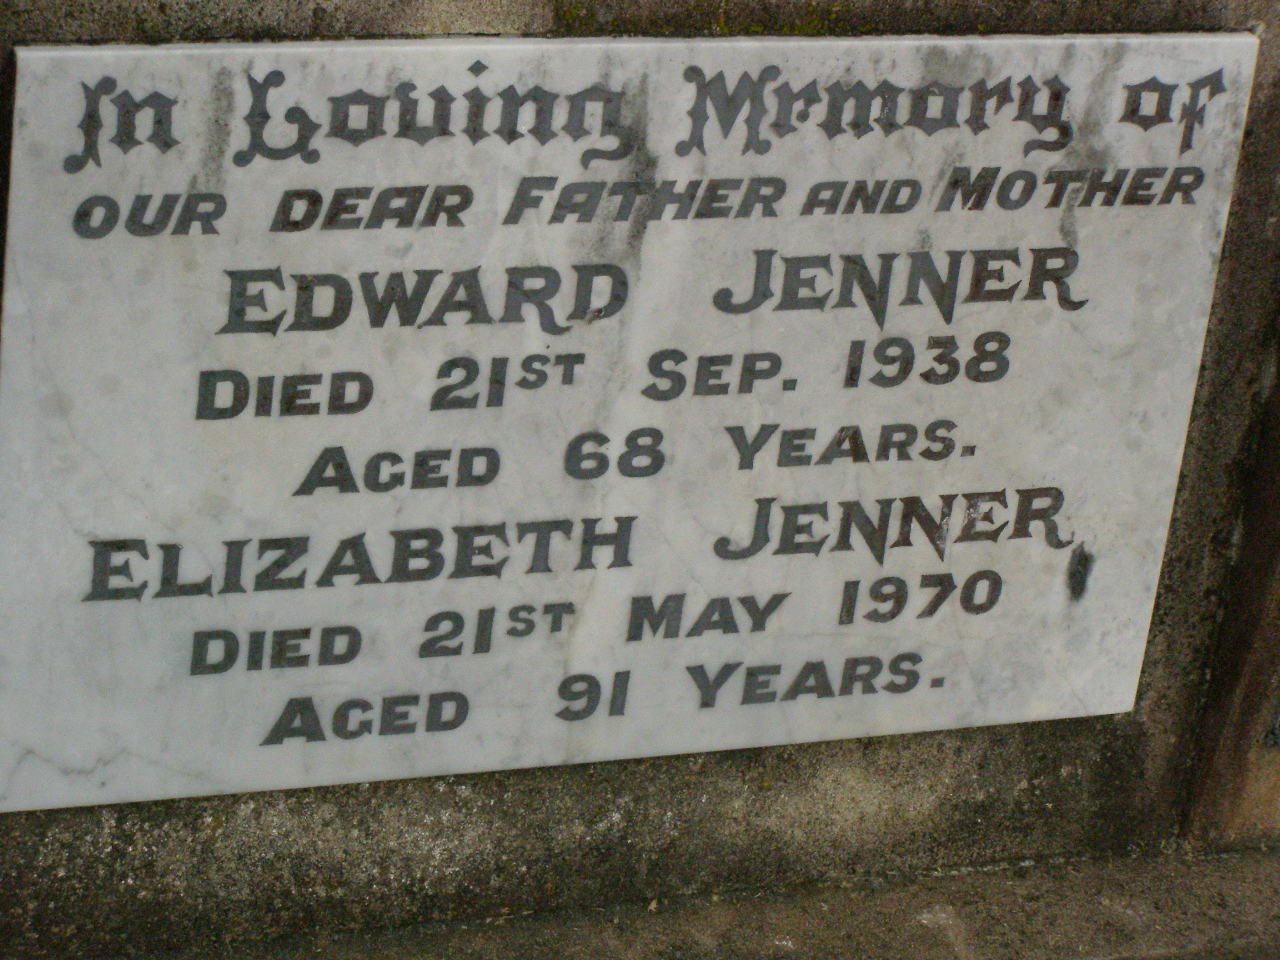 In Loving Memory of
OUR DEAR FATHER AND MOTHER
EDWARD JENNER
DIED 21ST SEP. 1938
AGED 68 YEARS.
ELIZABETH JENNER
DIED 21ST MAY 1970
AGED 91 YEARS.